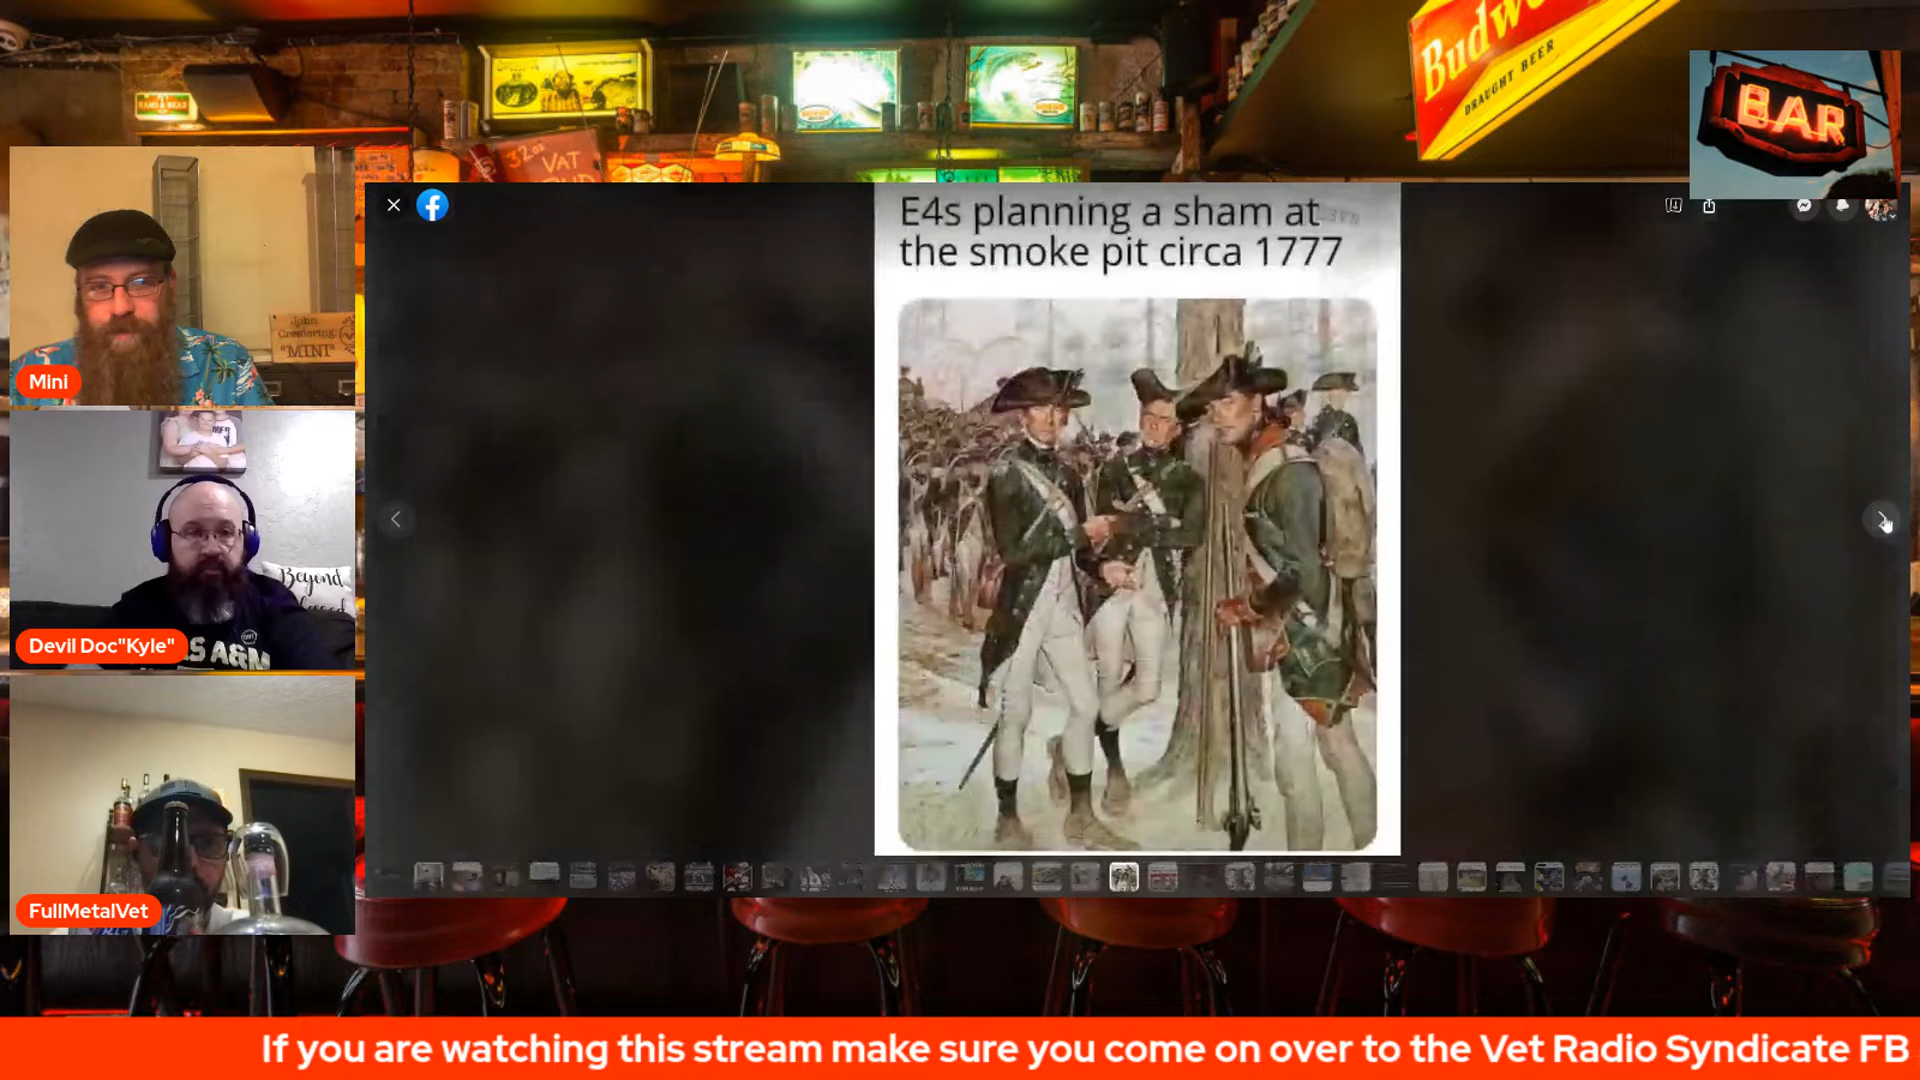 Budw
DRAUGHT BEER
BAR
32oz
VAT
E4s planning a sham at
the smoke pit circa 1777
John
"MINI"
Mini
Beyond
Devil Doc"Kyle"
S A&M
FullMetalVet
If you are watching this stream make sure you come on over to the Vet Radio Syndicate FB